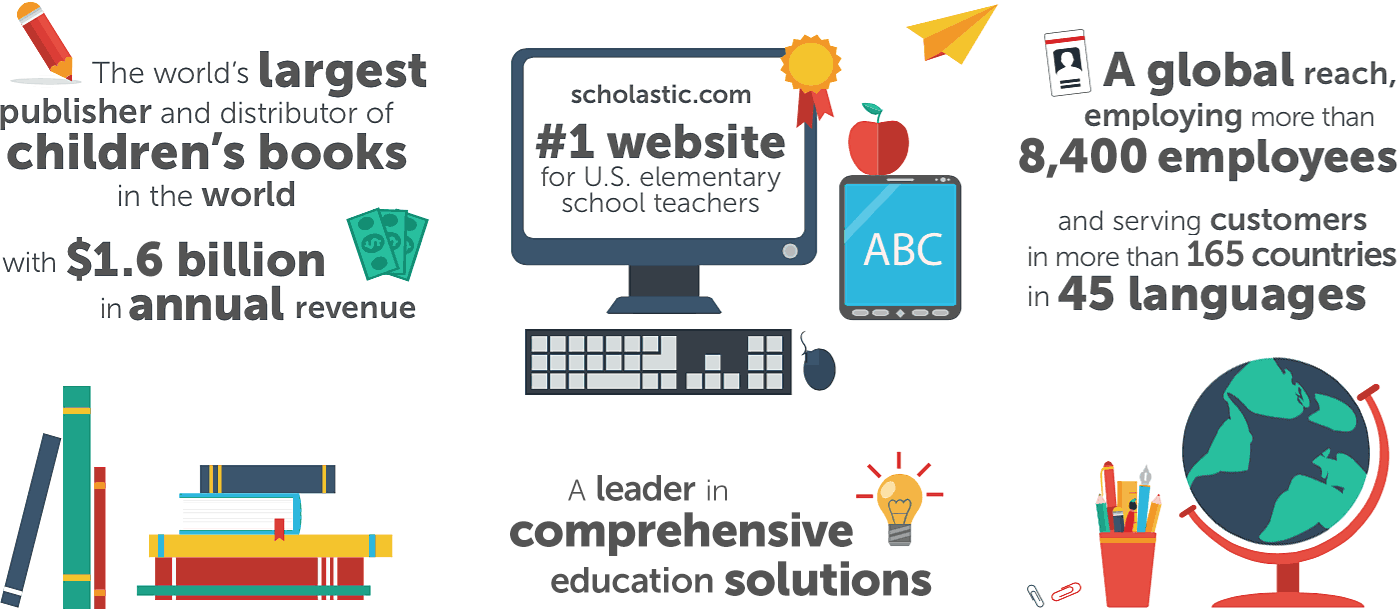 The world's largest
publisher and distributor of
children's books
in the world
with $1.6 billion
in annual revenue
scholastic.com
#1 website
for U.S. elementary
school teachers
ABC
A global reach,
employing more than
8,400 employees
and serving customers
in more than 165 countries
in 45 languages
A leader in
comprehensive
education solutions